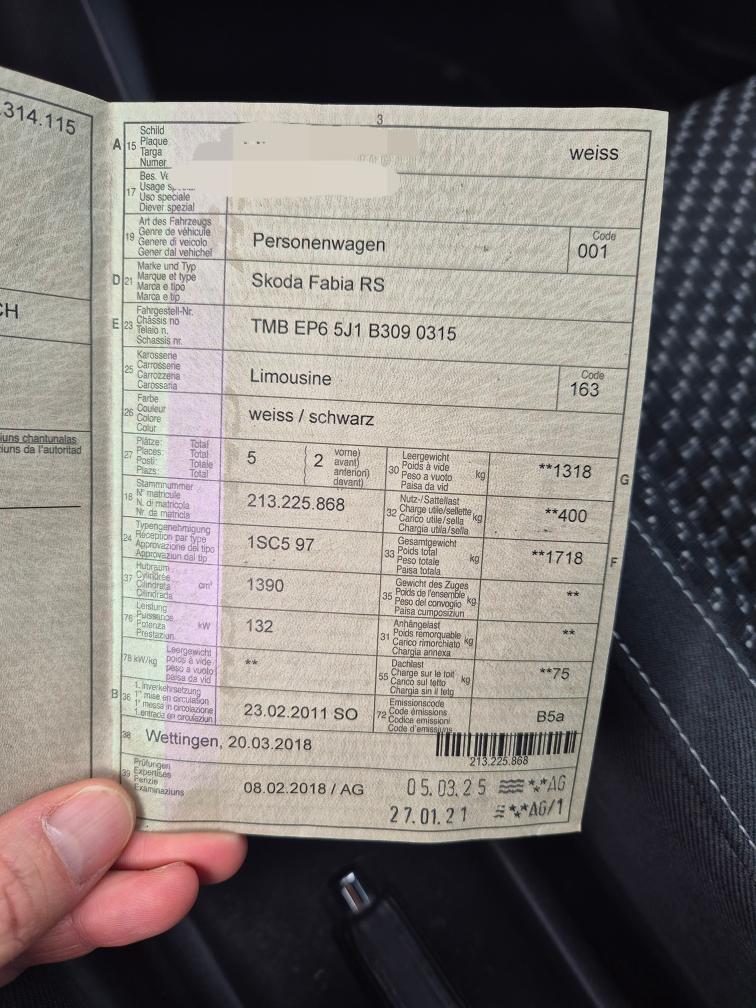 .314.115
CH
iuns chantunalas
iuns da l'autoritad
3
A 15 Schild
Plaque
Targa
Numer
weiss
17 Bes. Ve
Usage
Uso speciale
Diever spezial
19 Art des Fahrzeugs
Genre de véhicule
Genere di veicolo
Gener dal vehichel
Personenwagen
Code
001
D 21 Marke und Typ
Marque et type
Marca e tipo
Marca e tip
Skoda Fabia RS
E 23 Fahrgestell-Nr.
Châssis no
Telaio n.
Schassis nr.
TMB EP6 5J1 B309 0315
25 Karosserie
Carrosserie
Carrozzeria
Carossaria
Limousine
Code
163
26 Farbe
Couleur
Colore
Colur
weiss / schwarz
27 Plätze: Total
Places: Total
Posti: Totale
Plazs: Total
5
2 vorne)
avant)
anteriori)
davant)
30 Leergewicht
Poids à vide
Peso a vuoto
Paisa da vid
kg
**1318
G
18 Stammnummer
N° matricule
N. di matricola
Nr. da matricla
213.225.868
32 Nutz-/Sattellast
Charge utile/sellette
Carico utile/sella
Chargia utila/sella
kg
**400
24 Typengenehmigung
Réception par type
Approvazione del tipo
Approvaziun dal tip
1SC5 97
33 Gesamtgewicht
Poids total
Peso totale
Paisa totala
kg
**1718
F
37 Hubraum
Cylindrée
Cilindrata
Cilindrada
cm³
1390
35 Gewicht des Zuges
Poids de l'ensemble
Peso del convoglio
Paisa cumposiziun
kg
**
76 Leistung
Puissance
Potenza
Prestaziun
kW
132
31 Anhängelast
Poids remorquable
Carico rimorchiato
Chargia annexa
kg
**
78 kW/kg Leergewicht
poids à vide
peso a vuoto
paisa da vid
**
55 Dachlast
Charge sur le toit
Carico sul tetto
Chargia sin il tetg
kg
**75
B 36 1. Inverkehrsetzung
1re mise en circulation
1a messa in circolazione
1. entrada en circulaziun
23.02.2011 SO
72 Emissionscode
Code émissions
Codice emissioni
Code d'emissiuns
B5a
38 Wettingen, 20.03.2018
213.225.868
39 Prüfungen
Expertises
Perizie
Examinaziuns
08.02.2018 / AG
05.03.25 AG
27.01.21 AG/1